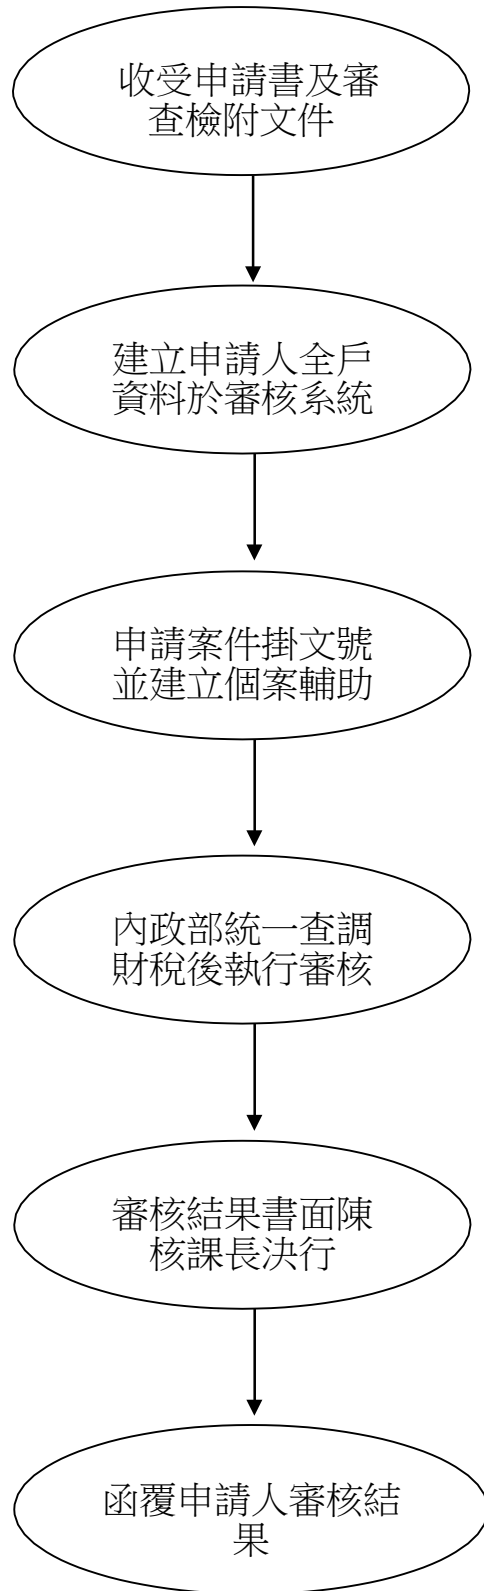 收受申請書及審
查檢附文件
建立申請人全戶
資料於審核系統
申請案件掛文號
並建立個案輔助
內政部統一查調
財稅後執行審核
審核結果書面陳
核課長決行
函覆申請人審核結
果